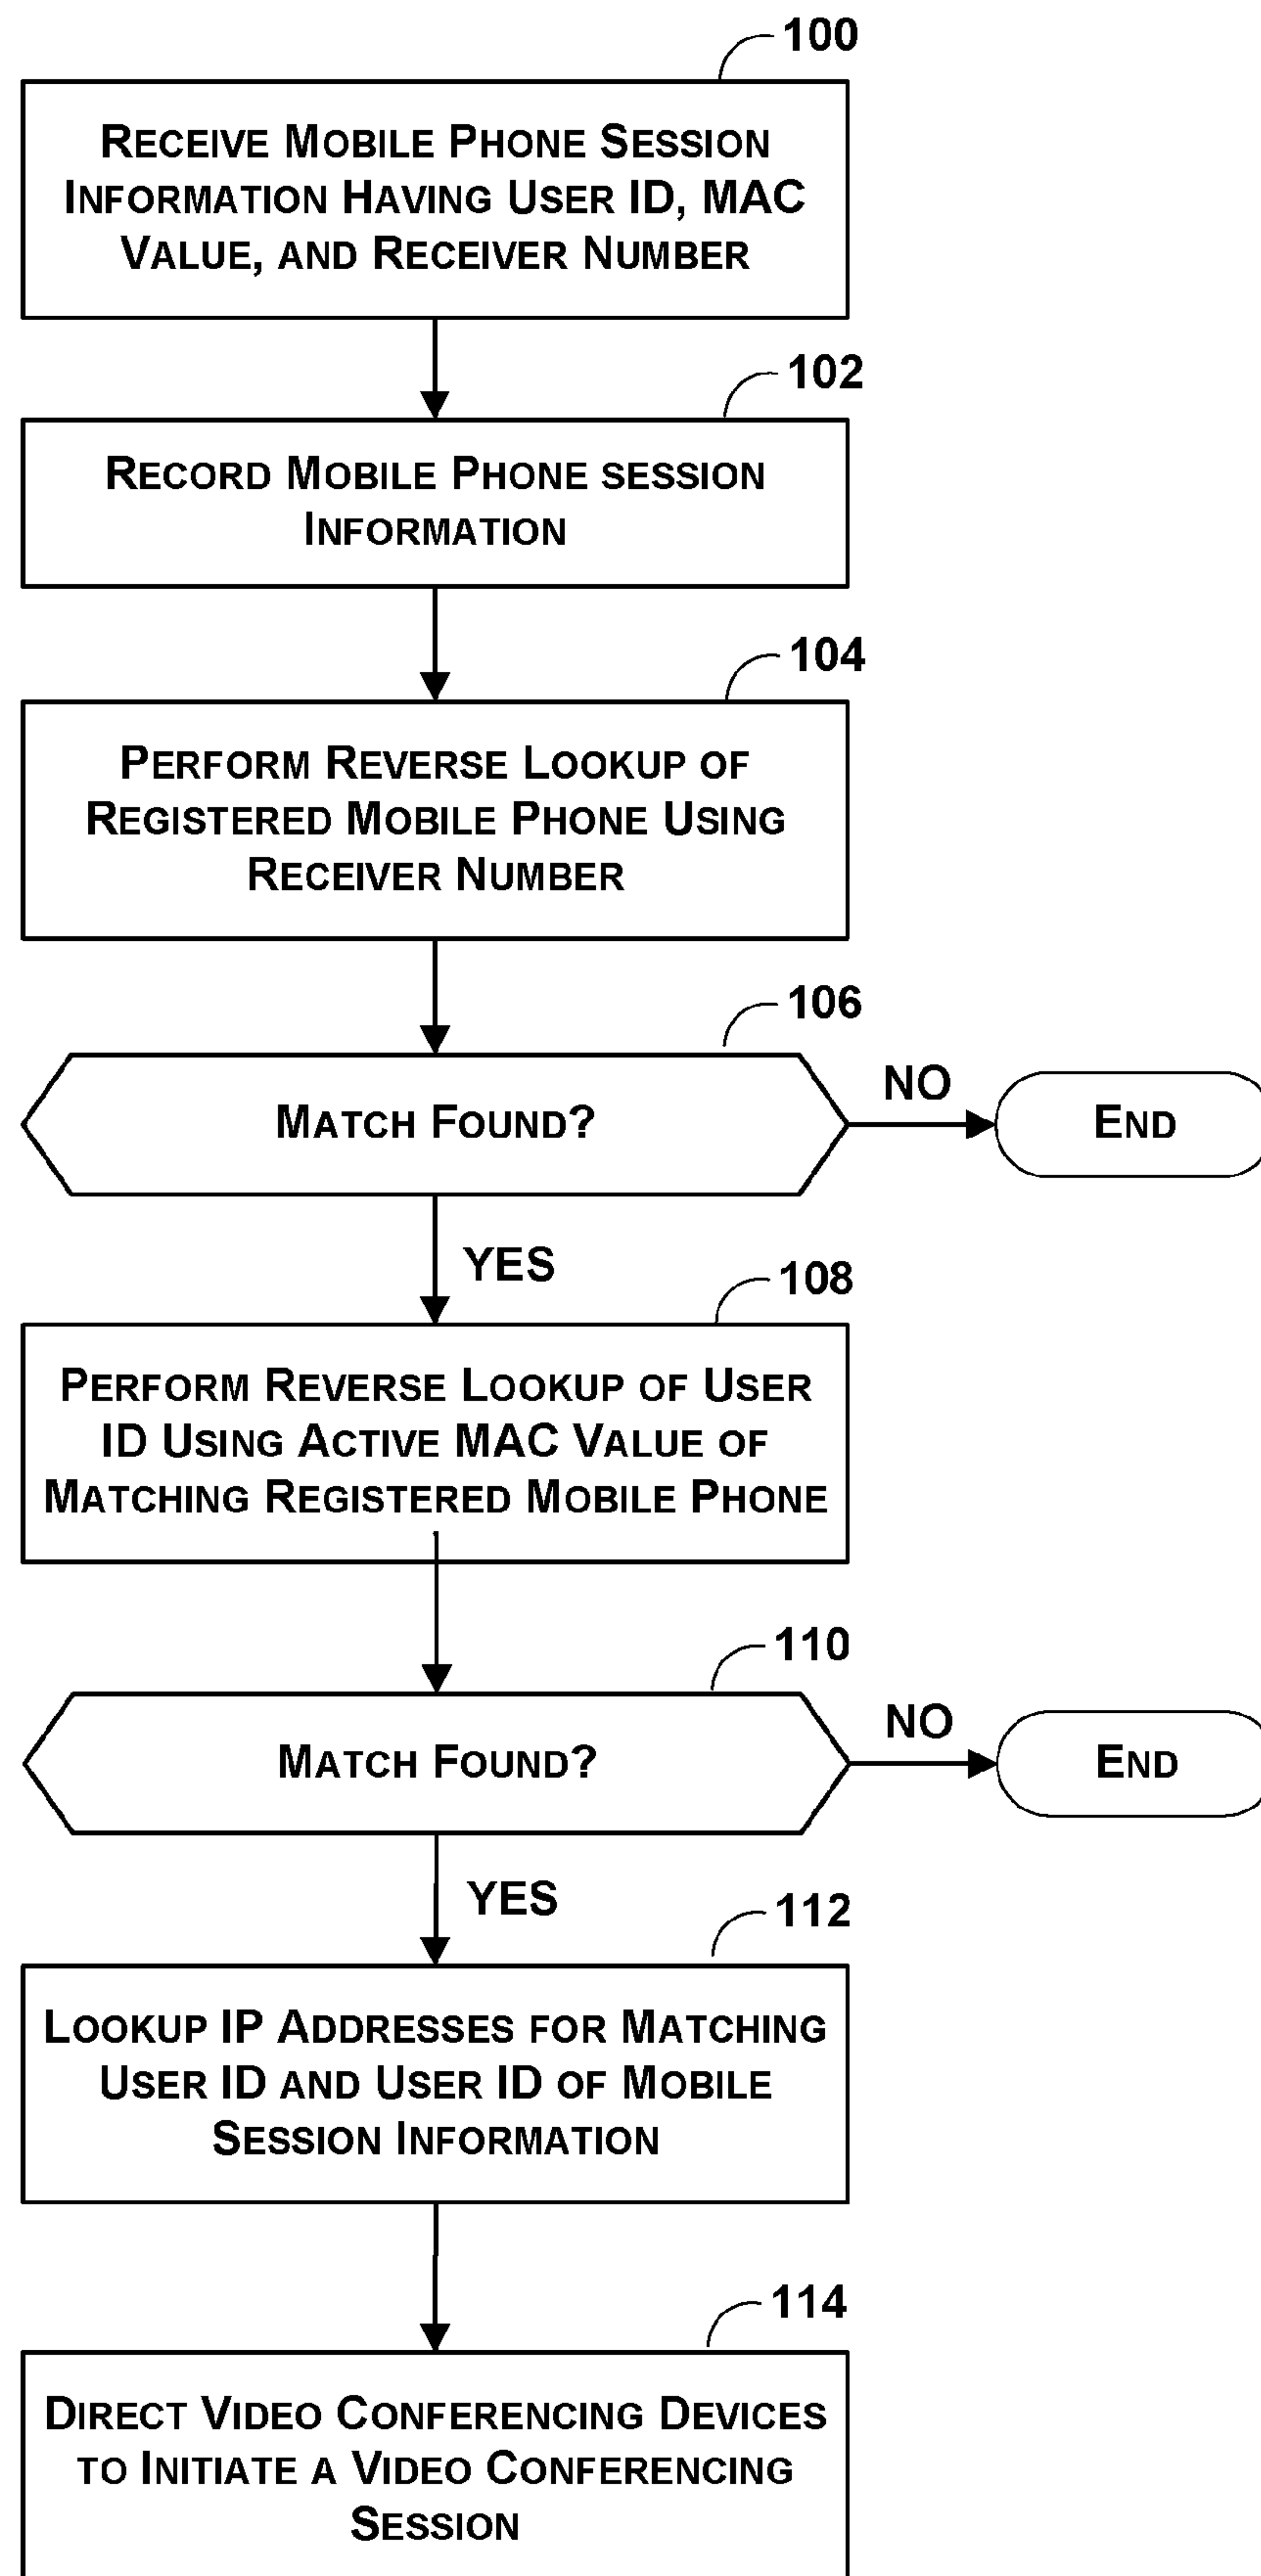 100
RECEIVE MOBILE PHONE SESSION
INFORMATION HAVING USER ID, MAC
VALUE, AND RECEIVER NUMBER
102
RECORD MOBILE PHONE SESSION
INFORMATION
104
PERFORM REVERSE LOOKUP OF
REGISTERED MOBILE PHONE USING
RECEIVER NUMBER
106
MATCH FOUND?
NO
END
YES
108
PERFORM REVERSE LOOKUP OF USER
ID USING ACTIVE MAC VALUE OF
MATCHING REGISTERED MOBILE PHONE
110
MATCH FOUND?
NO
END
YES
112
LOOKUP IP ADDRESSES FOR MATCHING
USER ID AND USER ID OF MOBILE
SESSION INFORMATION
114
DIRECT VIDEO CONFERENCING DEVICES
TO INITIATE A VIDEO CONFERENCING
SESSION